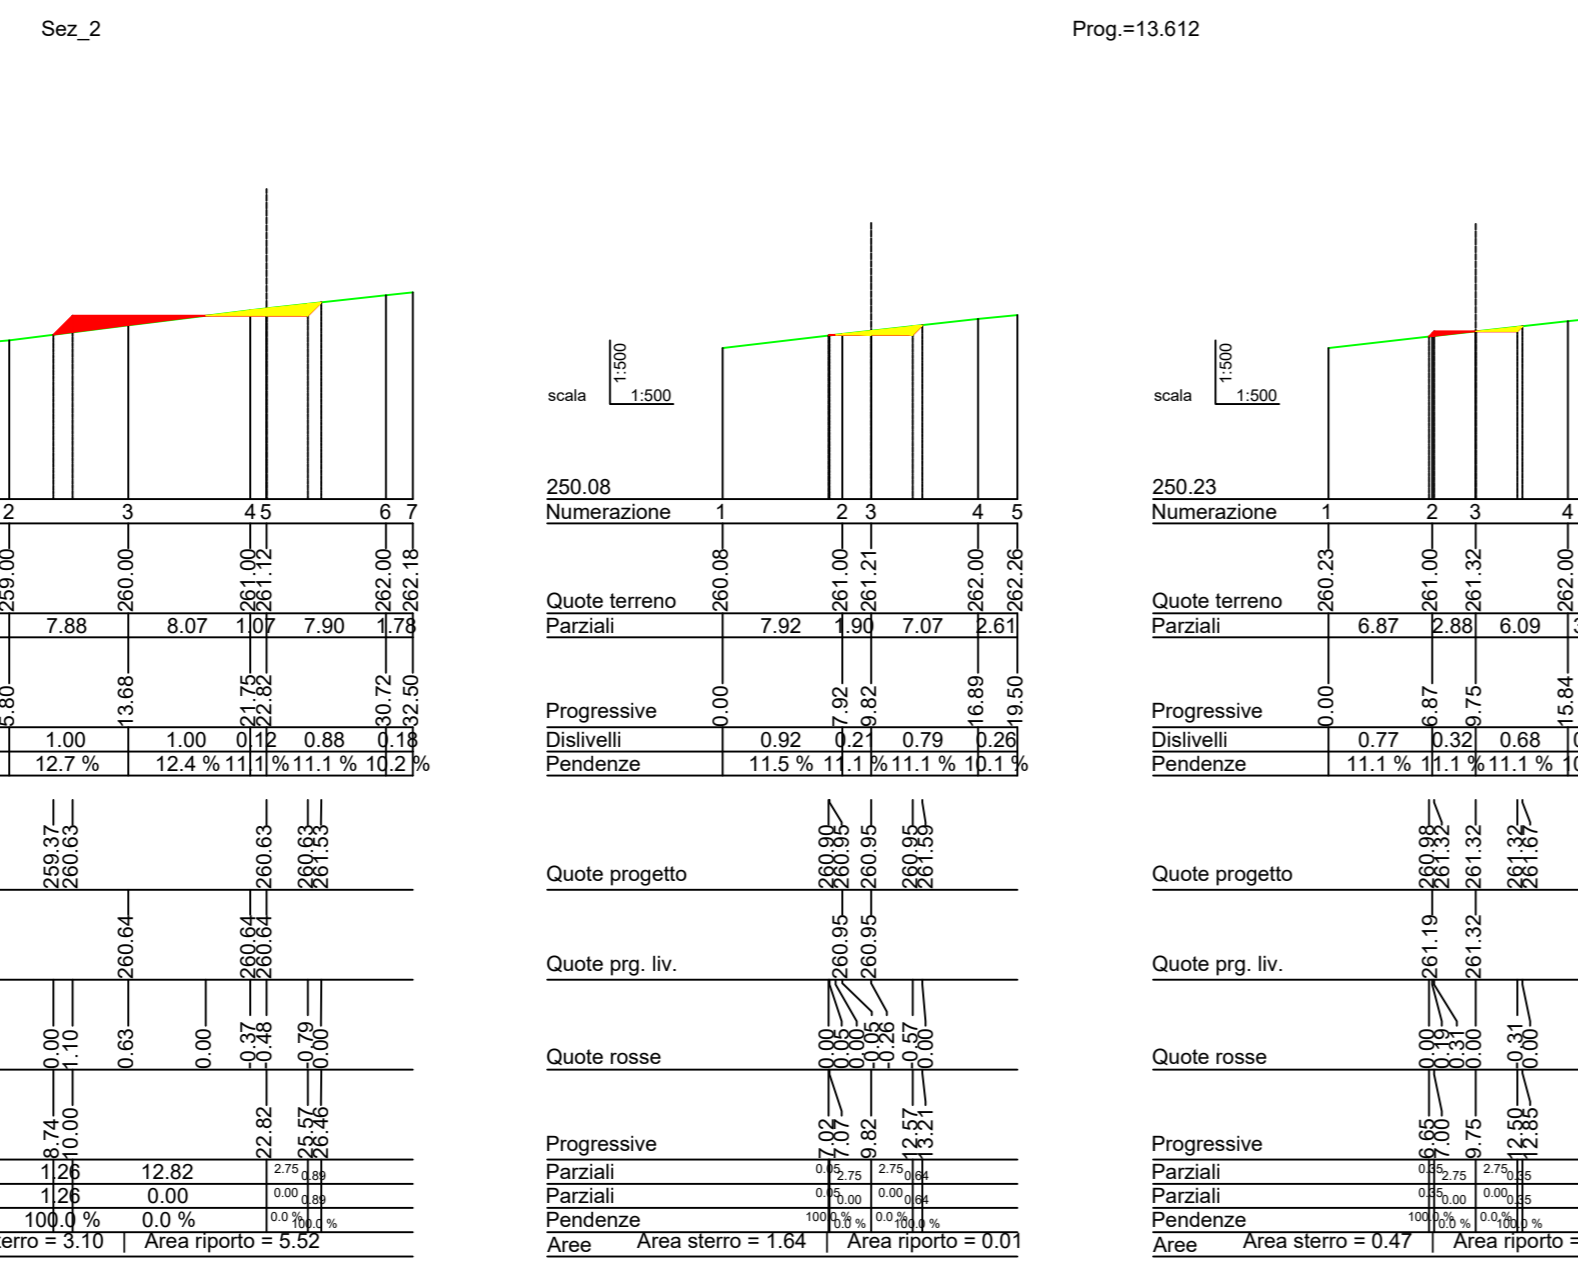 Sez_2
Prog.=13.612
2 3 4 5 6 7
259.00 260.00 261.00 261.12 262.00 262.18
7.88 8.07 1.07 7.90 1.78
5.80 13.68 21.75 22.82 30.72 32.50
1.00 1.00 0.12 0.88 0.18
12.7 % 12.4 % 11.1 % 11.1 % 10.2 %
259.37 260.63 260.63 260.63 261.53
260.64 260.64 260.64
0.00 1.10 0.63 0.00 -0.37 -0.48 -0.79 0.00
8.74 10.00 22.82 25.57 26.46
1.26 12.82 2.75 0.89
1.26 0.00 0.00 0.89
100.0 % 0.0 % 0.0 % 100.0 %
erro = 3.10 | Area riporto = 5.52
scala 1:500 1:500
250.08
Numerazione 1 2 3 4 5
Quote terreno 260.08 261.00 261.21 262.00 262.26
Parziali 7.92 1.90 7.07 2.61
Progressive 0.00 7.92 9.82 16.89 19.50
Dislivelli 0.92 0.21 0.79 0.26
Pendenze 11.5 % 11.1 % 11.1 % 10.1 %
Quote progetto 260.90 260.95 260.95 260.95 261.59
Quote prg. liv. 260.95 260.95
Quote rosse 0.00 0.05 0.00 -0.05 -0.26 -0.57 0.00
Progressive 7.02 7.07 9.82 12.57 13.21
Parziali 0.05 2.75 2.75 0.64
Parziali 0.05 0.00 0.00 0.64
Pendenze 100.0 % 0.0 % 0.0 % 100.0 %
Aree Area sterro = 1.64 | Area riporto = 0.01
scala 1:500 1:500
250.23
Numerazione 1 2 3 4
Quote terreno 260.23 261.00 261.32 262.00
Parziali 6.87 2.88 6.09
Progressive 0.00 6.87 9.75 15.84
Dislivelli 0.77 0.32 0.68
Pendenze 11.1 % 11.1 % 11.1 %
Quote progetto 260.98 261.32 261.32 261.32 261.67
Quote prg. liv. 261.19 261.32
Quote rosse 0.00 0.19 0.31 0.00 -0.31 0.00
Progressive 6.65 7.00 9.75 12.50 12.85
Parziali 0.35 2.75 2.75 0.35
Parziali 0.35 0.00 0.00 0.35
Pendenze 100.0 % 0.0 % 0.0 % 100.0 %
Aree Area sterro = 0.47 | Area riporto =